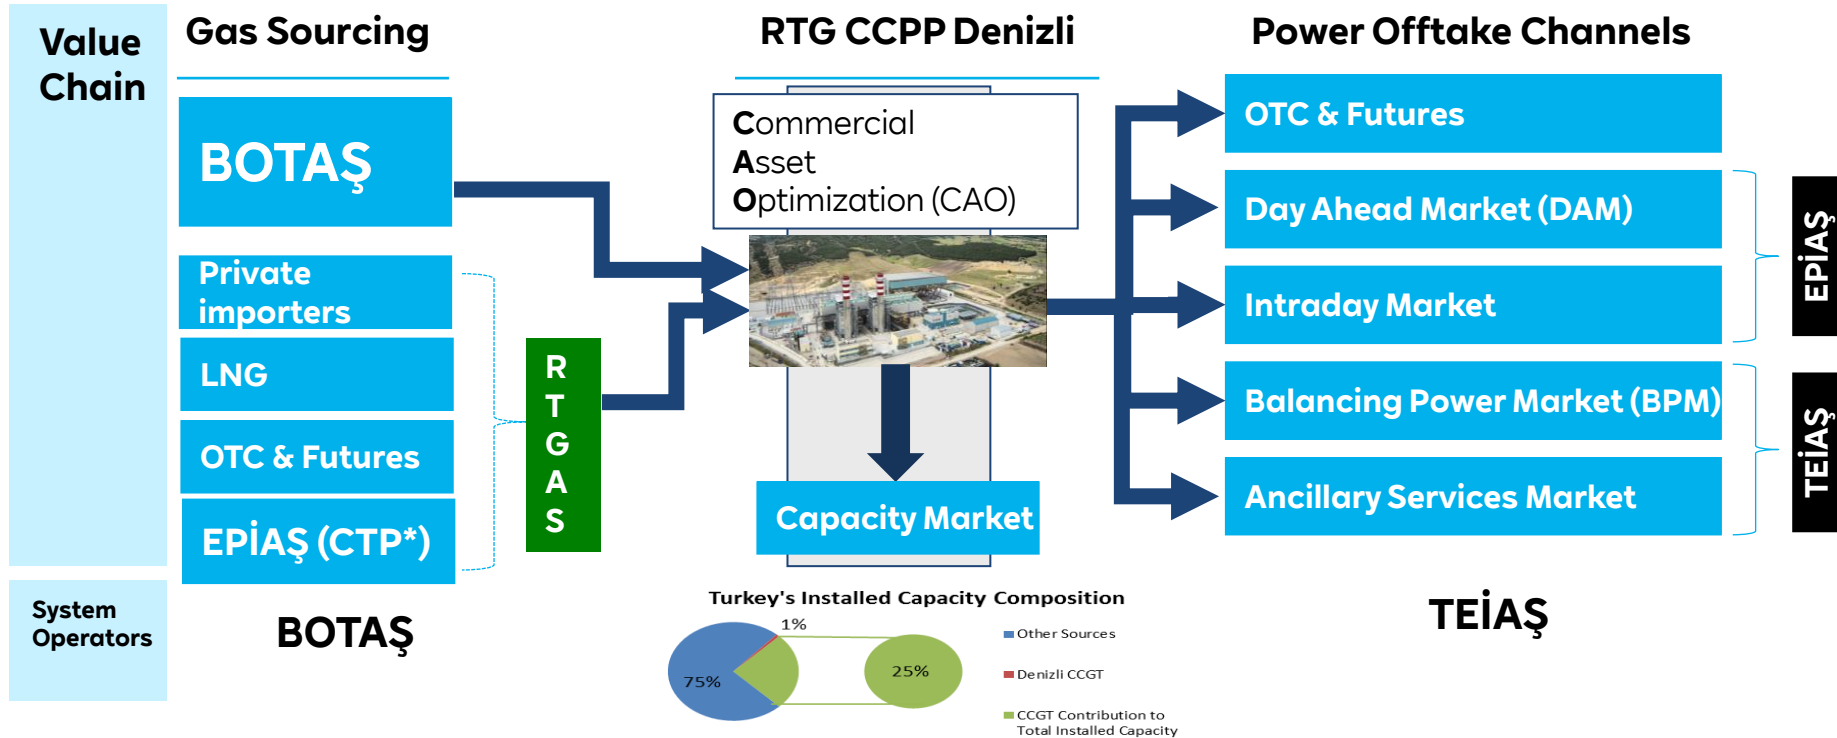 Value
Chain
Gas Sourcing
RTG CCPP Denizli
Power Offtake Channels
BOTAŞ
Private
importers
LNG
OTC & Futures
EPİAŞ (CTP*)
R
T
G
A
S
Commercial
Asset
Optimization (CAO)
Capacity Market
OTC & Futures
Day Ahead Market (DAM)
Intraday Market
Balancing Power Market (BPM)
Ancillary Services Market
EPİAŞ
TEİAŞ
System
Operators
BOTAŞ
Turkey's Installed Capacity Composition
1%
75%
25%
Other Sources
Denizli CCGT
CCGT Contribution to
Total Installed Capacity
TEİAŞ